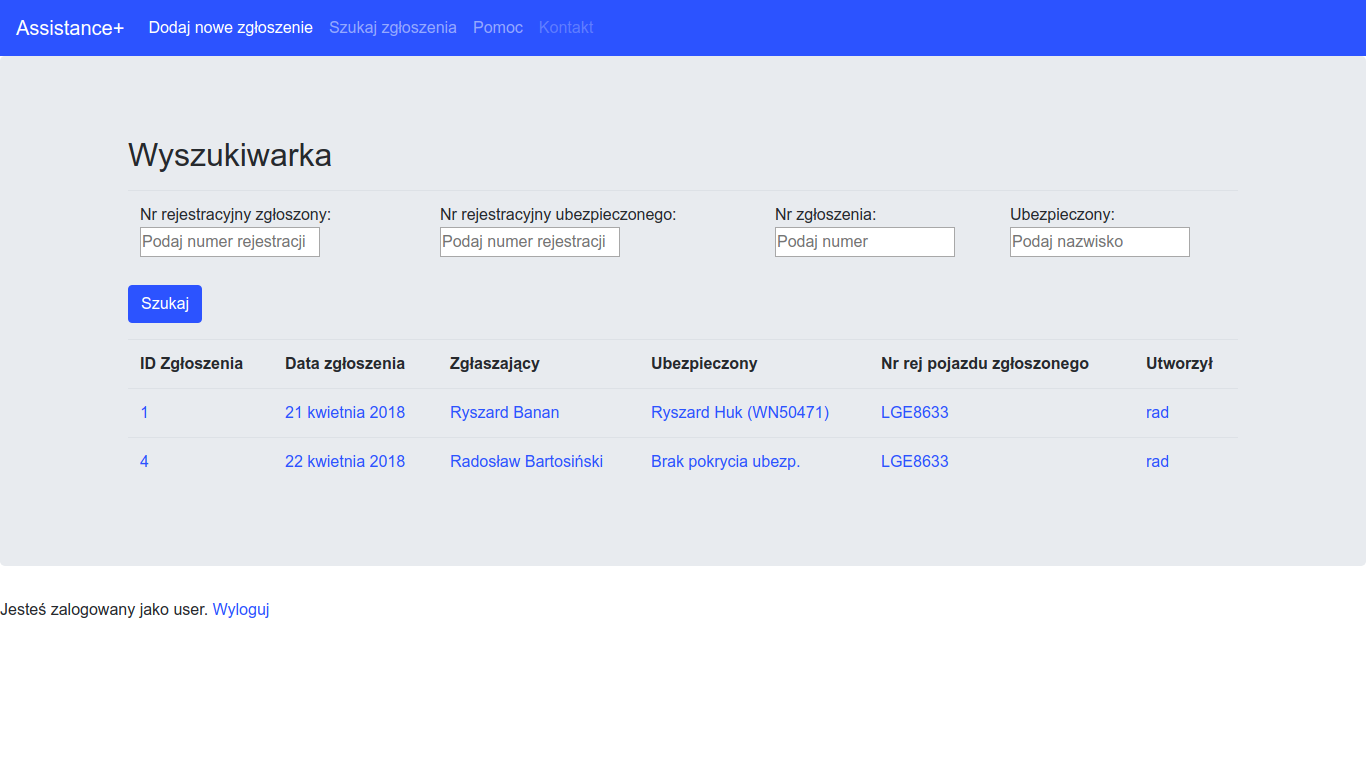 Assistance+ Dodaj nowe zgłoszenie Szukaj zgłoszenia Pomoc Kontakt
Wyszukiwarka
Nr rejestracyjny zgłoszony: Nr rejestracyjny ubezpieczonego: Nr zgłoszenia: Ubezpieczony:
Podaj numer rejestracji Podaj numer rejestracji Podaj numer Podaj nazwisko
Szukaj
ID Zgłoszenia Data zgłoszenia Zgłaszający Ubezpieczony Nr rej pojazdu zgłoszonego Utworzył
1 21 kwietnia 2018 Ryszard Banan Ryszard Huk (WN50471) LGE8633 rad
4 22 kwietnia 2018 Radosław Bartosiński Brak pokrycia ubezp. LGE8633 rad
Jesteś zalogowany jako user. Wyloguj